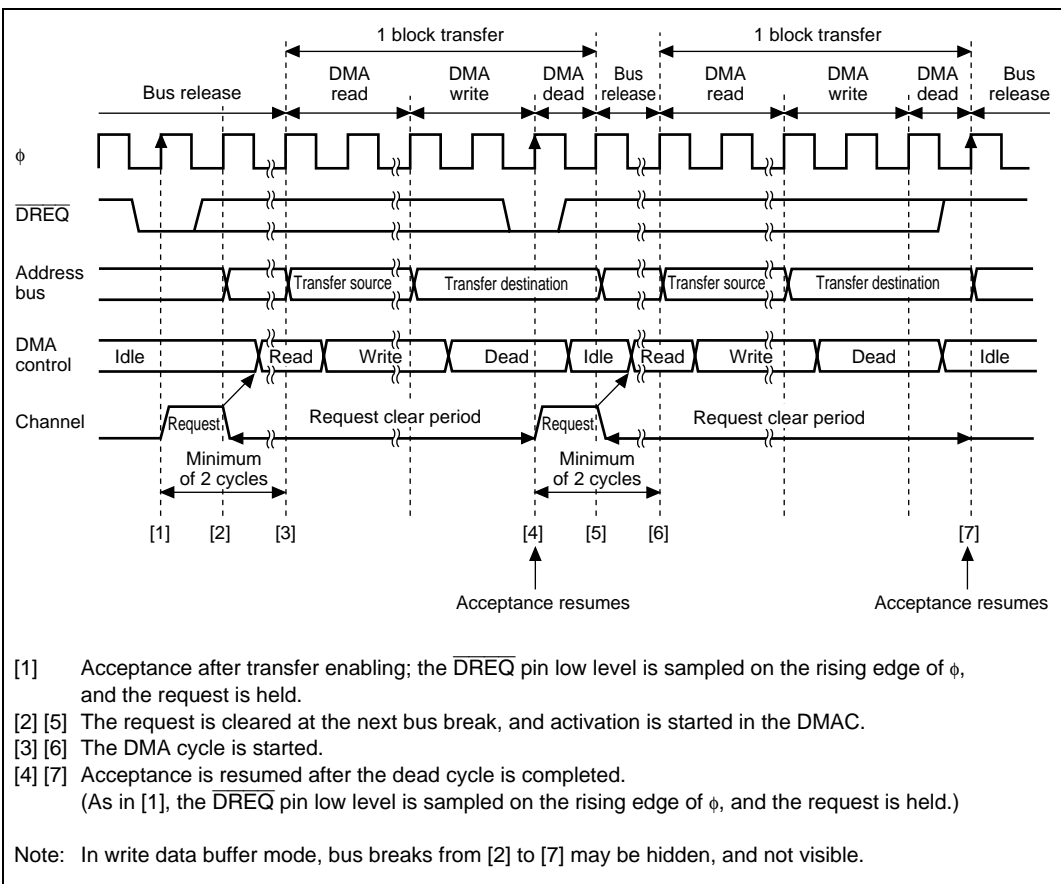 1 block transfer 1 block transfer
DMA read DMA write DMA dead Bus release DMA read DMA write DMA dead Bus release
Bus release
φ
DREQ
Address bus Transfer source Transfer destination Transfer source Transfer destination
DMA control Idle Read Write Dead Idle Read Write Dead Idle
Channel Request Request clear period Request Request clear period
Minimum of 2 cycles Minimum of 2 cycles
[1] [2] [3] [4] [5] [6] [7]
Acceptance resumes Acceptance resumes
[1] Acceptance after transfer enabling; the DREQ pin low level is sampled on the rising edge of φ,
and the request is held.
[2] [5] The request is cleared at the next bus break, and activation is started in the DMAC.
[3] [6] The DMA cycle is started.
[4] [7] Acceptance is resumed after the dead cycle is completed.
(As in [1], the DREQ pin low level is sampled on the rising edge of φ, and the request is held.)
Note: In write data buffer mode, bus breaks from [2] to [7] may be hidden, and not visible.